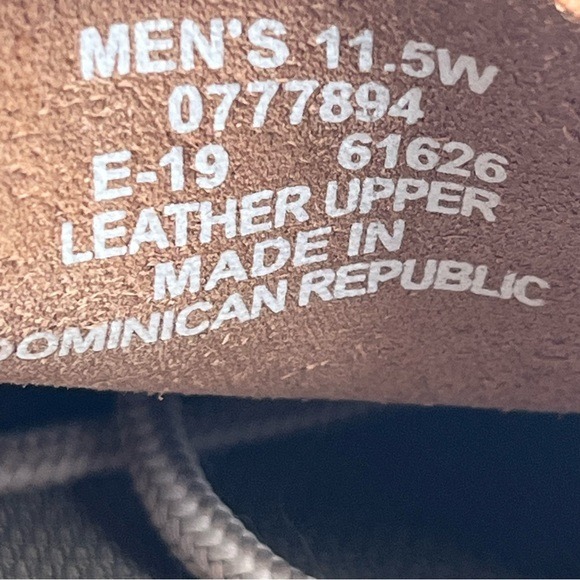 MEN'S 11.5W
0777894
E-19 61626
LEATHER UPPER
MADE IN
DOMINICAN REPUBLIC